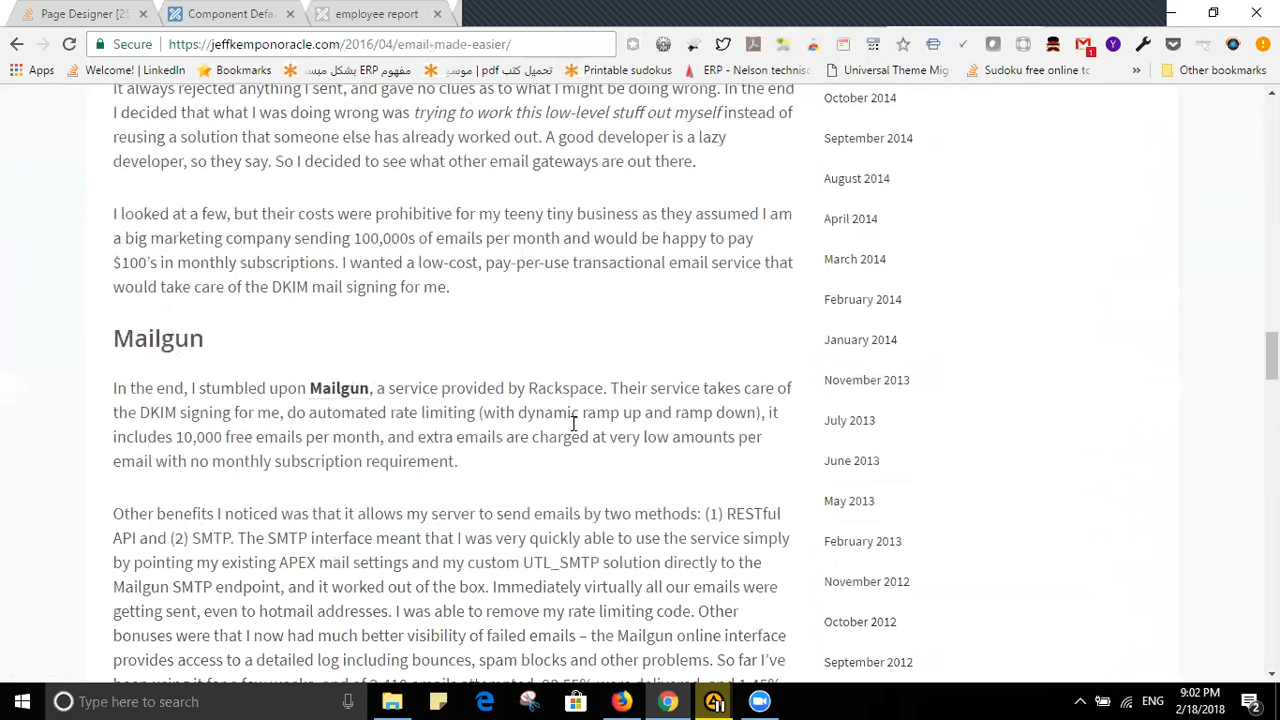 Page Designer [25
Component Defa
employee report
Secure
https://jeffkemponoracle.com/2016/04/email-made-easier/
Apps
Welcome! | LinkedIn
Bookmarks
مفهوم ERP بشكل مبسط
تحميل كتب pdf | موسو
Printable sudokus
ERP - Nelson technis
Universal Theme Mig
Sudoku free online to
Other bookmarks
It always rejected anything I sent, and gave no clues as to what I might be doing wrong. In the end
I decided that what I was doing wrong was trying to work this low-level stuff out myself instead of
reusing a solution that someone else has already worked out. A good developer is a lazy
developer, so they say. So I decided to see what other email gateways are out there.
I looked at a few, but their costs were prohibitive for my teeny tiny business as they assumed I am
a big marketing company sending 100,000s of emails per month and would be happy to pay
$100's in monthly subscriptions. I wanted a low-cost, pay-per-use transactional email service that
would take care of the DKIM mail signing for me.
Mailgun
In the end, I stumbled upon Mailgun, a service provided by Rackspace. Their service takes care of
the DKIM signing for me, do automated rate limiting (with dynamic ramp up and ramp down), it
includes 10,000 free emails per month, and extra emails are charged at very low amounts per
email with no monthly subscription requirement.
Other benefits I noticed was that it allows my server to send emails by two methods: (1) RESTful
API and (2) SMTP. The SMTP interface meant that I was very quickly able to use the service simply
by pointing my existing APEX mail settings and my custom UTL_SMTP solution directly to the
Mailgun SMTP endpoint, and it worked out of the box. Immediately virtually all our emails were
getting sent, even to hotmail addresses. I was able to remove my rate limiting code. Other
bonuses were that I now had much better visibility of failed emails – the Mailgun online interface
provides access to a detailed log including bounces, spam blocks and other problems. So far I've
October 2014
September 2014
August 2014
April 2014
March 2014
February 2014
January 2014
November 2013
July 2013
June 2013
May 2013
February 2013
November 2012
October 2012
September 2012
Type here to search
ENG
9:02 PM
2/18/2018
2